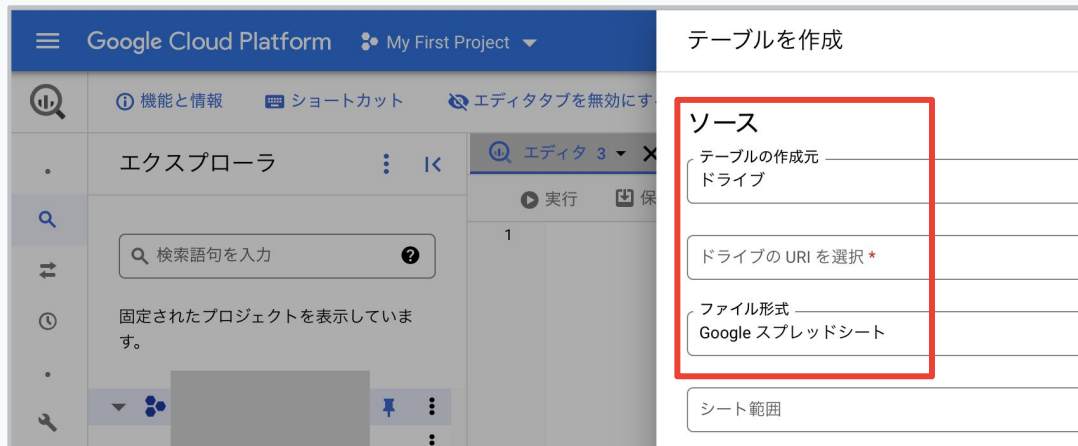 Google Cloud Platform
My First Project
テーブルを作成
機能と情報
ショートカット
エディタタブを無効にす
エクスプローラ
エディタ 3
実行
保
1
検索語句を入力
固定されたプロジェクトを表示していま
す。
ソース
テーブルの作成元
ドライブ
ドライブの URI を選択 *
ファイル形式
Google スプレッドシート
シート範囲